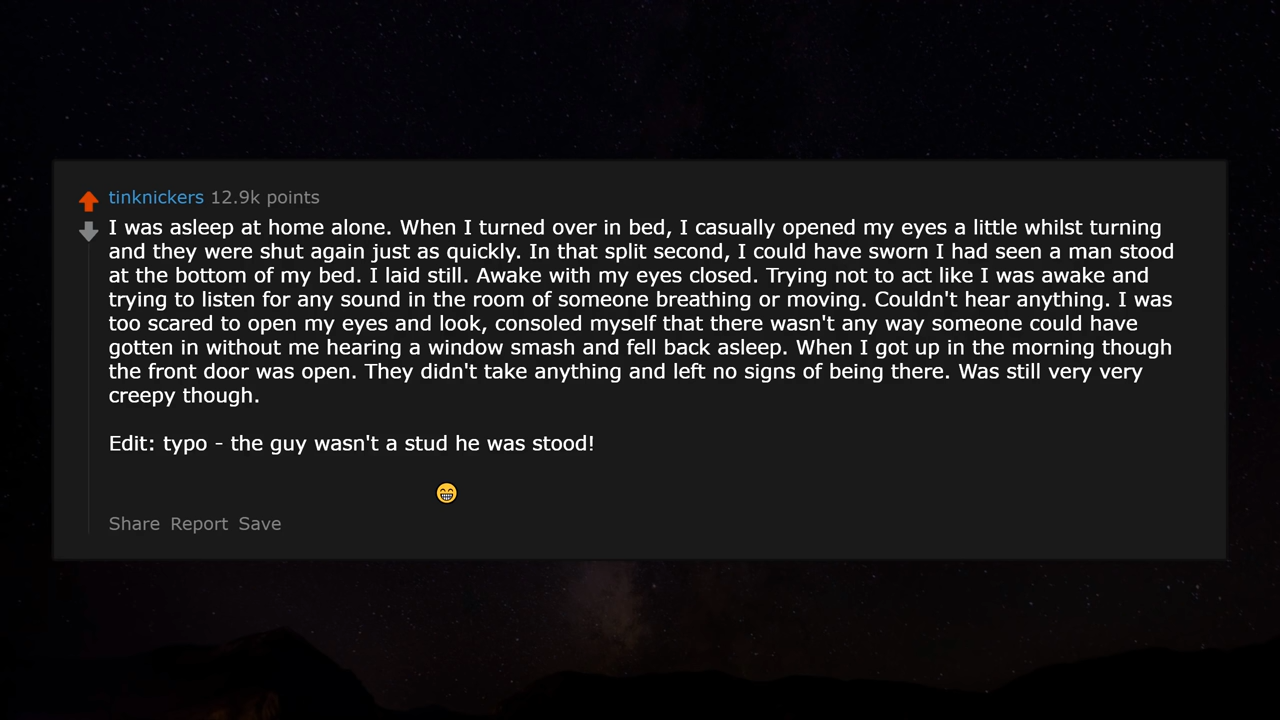 tinknickers 12.9k points
I was asleep at home alone. When I turned over in bed, I casually opened my eyes a little whilst turning
and they were shut again just as quickly. In that split second, I could have sworn I had seen a man stood
at the bottom of my bed. I laid still. Awake with my eyes closed. Trying not to act like I was awake and
trying to listen for any sound in the room of someone breathing or moving. Couldn't hear anything. I was
too scared to open my eyes and look, consoled myself that there wasn't any way someone could have
gotten in without me hearing a window smash and fell back asleep. When I got up in the morning though
the front door was open. They didn't take anything and left no signs of being there. Was still very very
creepy though.
Edit: typo - the guy wasn't a stud he was stood!
😁
Share Report Save